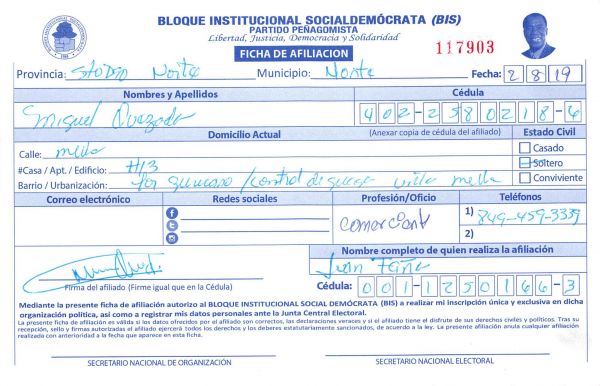 BLOQUE INSTITUCIONAL SOCIALDEMÓCRATA (BIS)
PARTIDO PEÑAGOMISTA
Libertad, Justicia, Democracia y Solidaridad
FICHA DE AFILIACION
117903
Provincia: Sto Dgo Norte Municipio: Norte Fecha: 2 8 19
Nombres y Apellidos Cédula
Miguel Quezada 402-2380218-6
Domicilio Actual (Anexar copia de cédula del afiliado) Estado Civil
Calle: mella Casado
#Casa / Apt. / Edificio: #13 Soltero
Barrio / Urbanización: / villa mella Conviviente
Correo electrónico Redes sociales Profesión/Oficio Teléfonos
comerciant 1) 849-459-3339
2)
Nombre completo de quien realiza la afiliación
Juan
Firma del afiliado (Firme igual que en la Cédula) Cédula: 001-1250166-3
Mediante la presente ficha de afiliación autorizo al BLOQUE INSTITUCIONAL SOCIAL DEMÓCRATA (BIS) a realizar mi inscripción única y exclusiva en dicha
organización política, así como a registrar mis datos personales ante la Junta Central Electoral.
La presente ficha de afiliación es válida si los datos ofrecidos por el afiliado son correctos, las declaraciones veraces y si el afiliado tiene el disfrute de sus derechos civiles y políticos. Tras su
recepción, sello y firmas autorizadas el afiliado ejercerá todos los derechos y los deberes estatutariamente sancionados, de acuerdo a la ley. La presente afiliación anula cualquier afiliación
realizada con anterioridad a la fecha que aparece en esta ficha.
SECRETARIO NACIONAL DE ORGANIZACIÓN SECRETARIO NACIONAL ELECTORAL